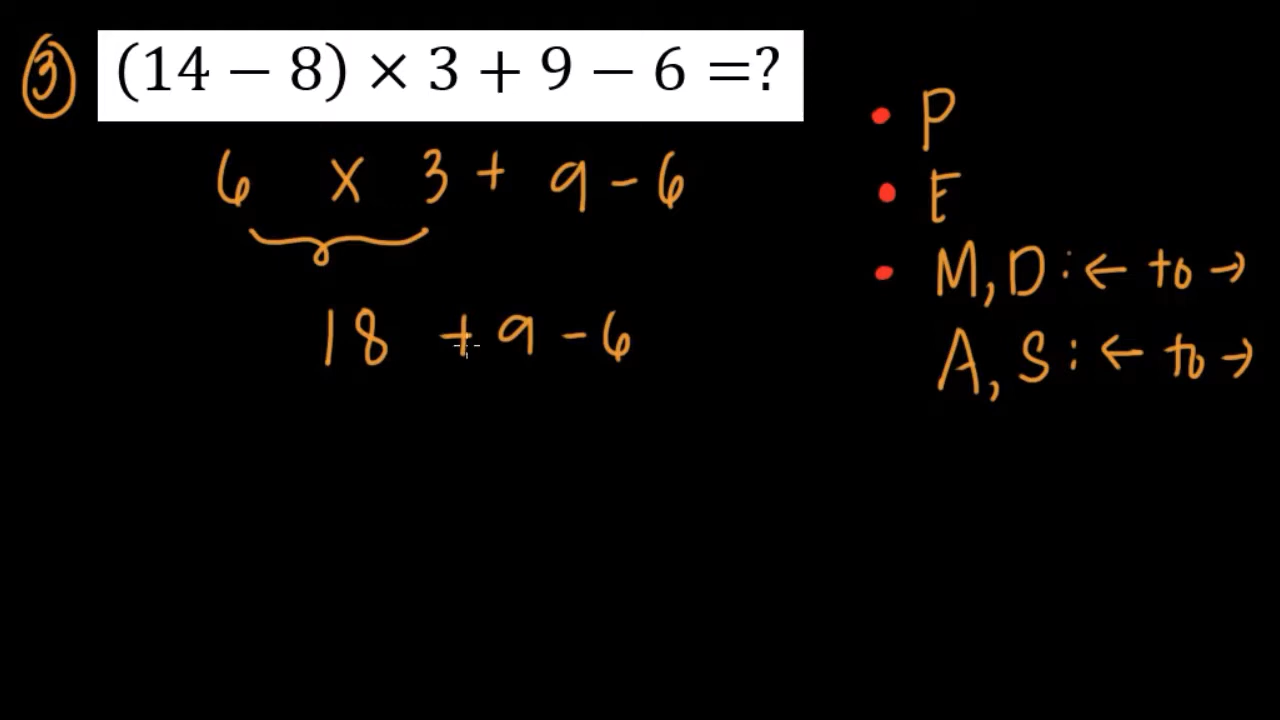 ③ (14 − 8) × 3 + 9 − 6 =?
6 × 3 + 9 - 6
18 + 9 - 6
• P
• E
• M, D : ← to →
A, S : ← to →